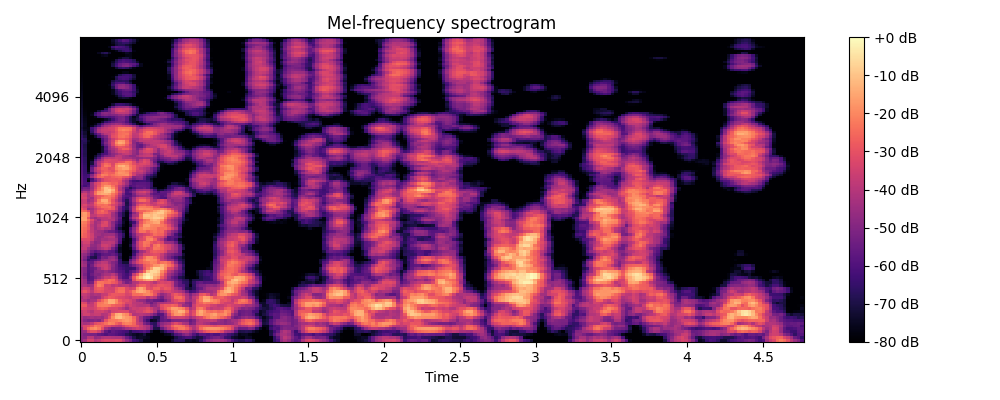 Mel-frequency spectrogram
+0 dB
-10 dB
-20 dB
-30 dB
-40 dB
-50 dB
-60 dB
-70 dB
-80 dB
Hz
4096
2048
1024
512
0
0 0.5 1 1.5 2 2.5 3 3.5 4 4.5
Time